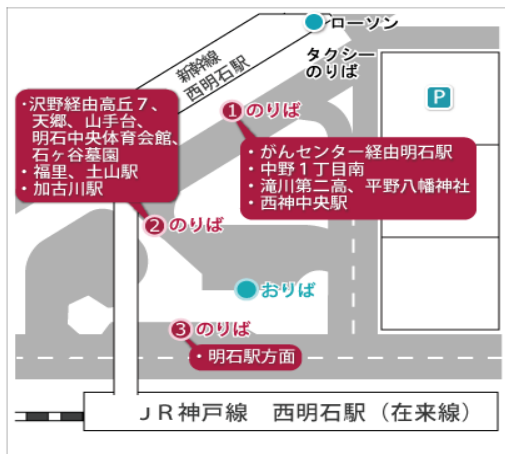 ローソン
タクシー
のりば
新幹線
西明石駅
P
・沢野経由高丘7、
天郷、山手台、
明石中央体育会館、
石ヶ谷墓園
・福里、土山駅
・加古川駅
1 のりば
・がんセンター経由明石駅
・中野1丁目南
・滝川第二高、平野八幡神社
・西神中央駅
2 のりば
おりば
3 のりば
・明石駅方面
JR神戸線 西明石駅(在来線)